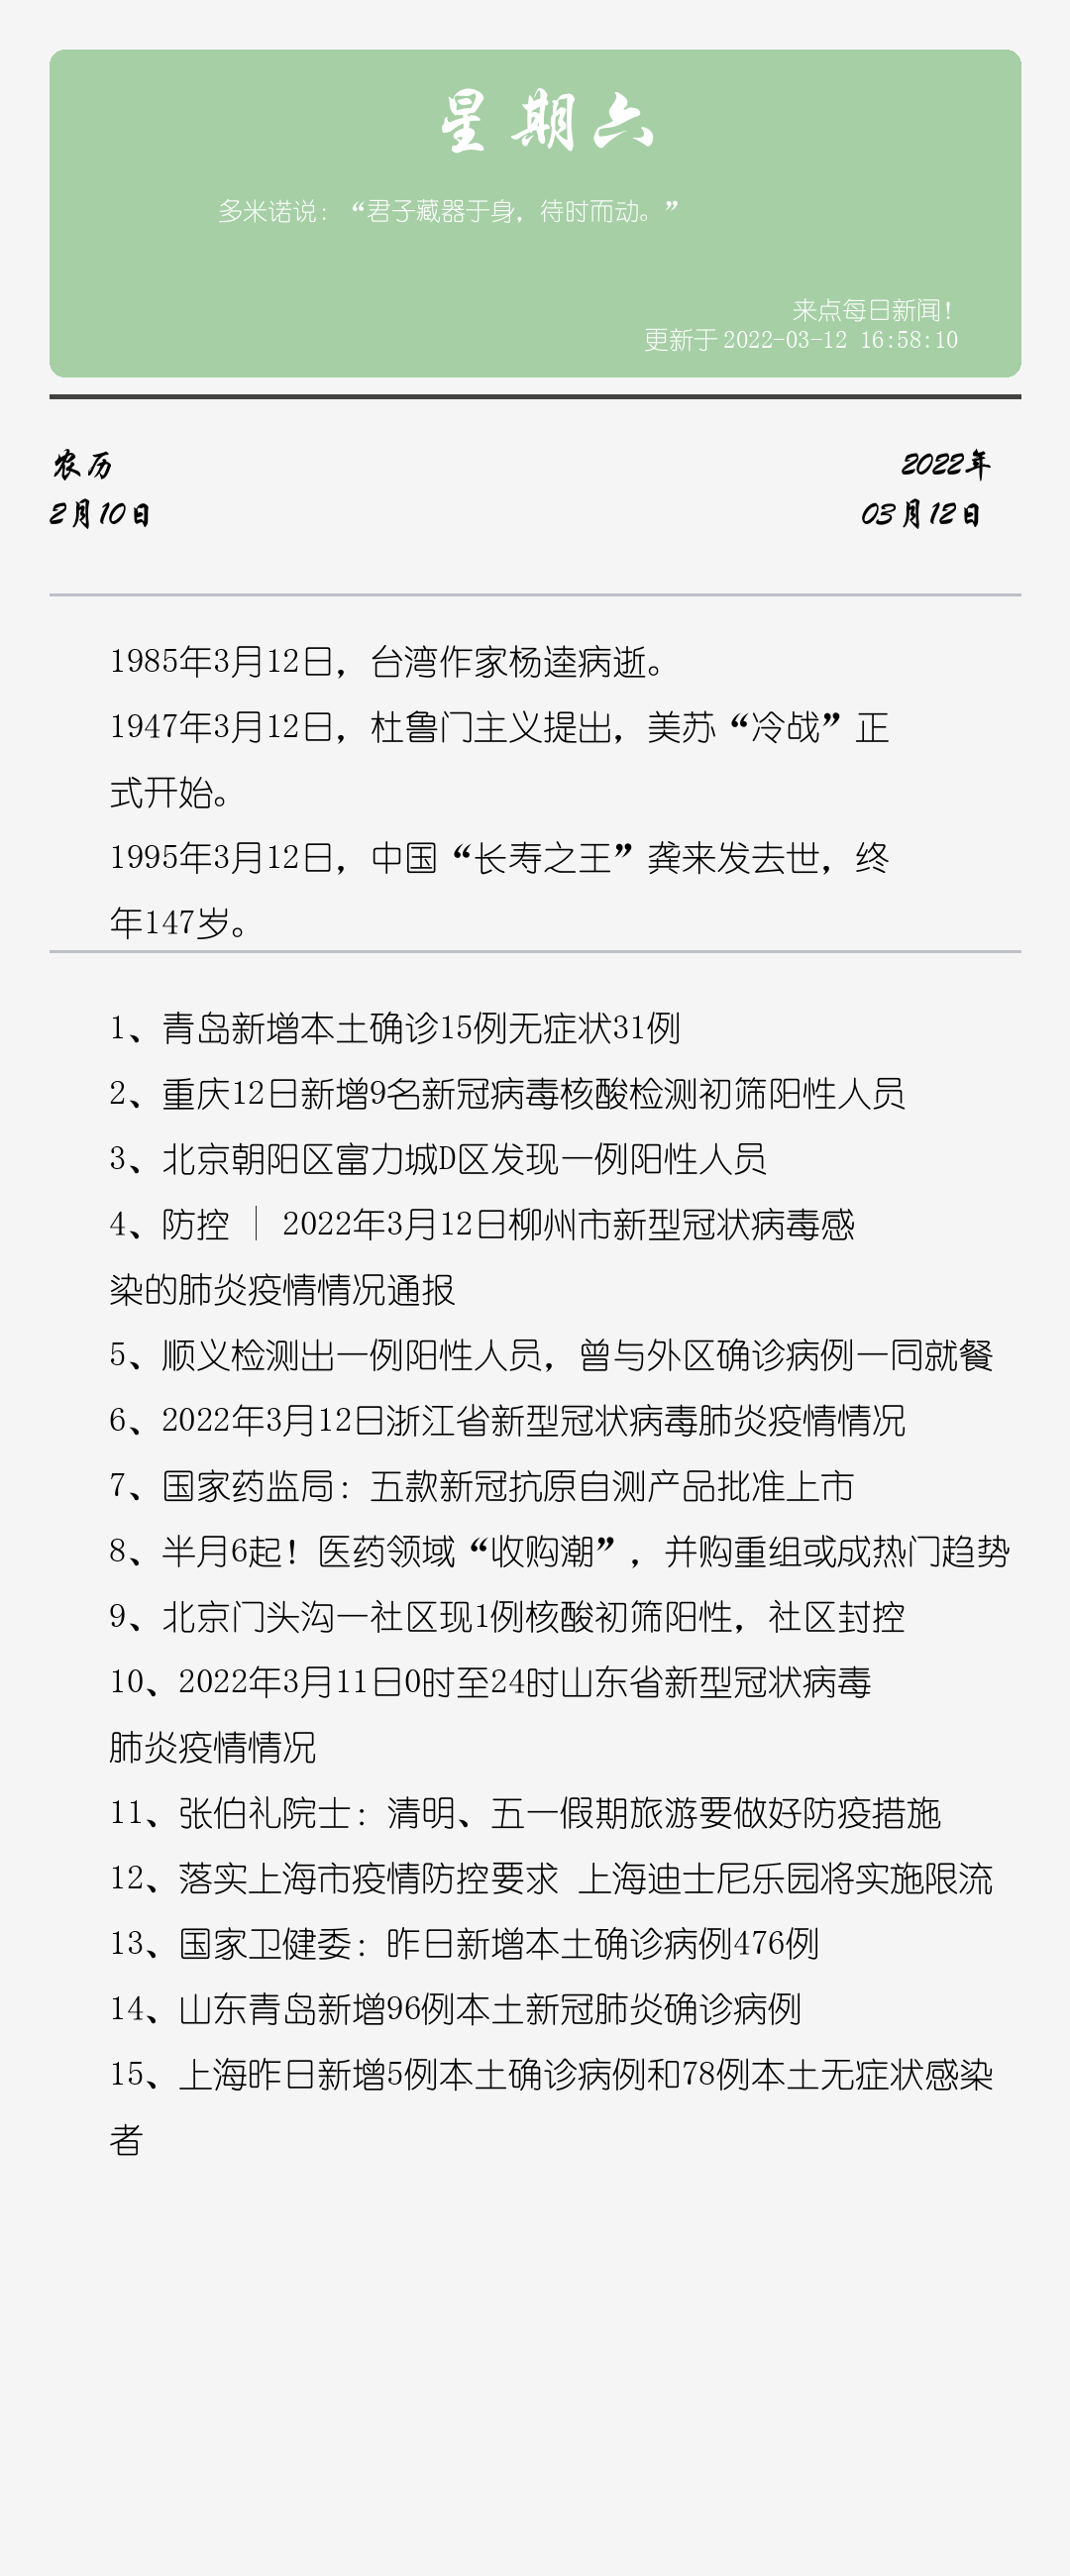 星期六
多米诺说：“君子藏器于身，待时而动。”
来点每日新闻！
更新于 2022-03-12 16:58:10
农历
2月10日
2022年
03月12日
1985年3月12日，台湾作家杨逵病逝。
1947年3月12日，杜鲁门主义提出，美苏“冷战”正
式开始。
1995年3月12日，中国“长寿之王”龚来发去世，终
年147岁。
1、青岛新增本土确诊15例无症状31例
2、重庆12日新增9名新冠病毒核酸检测初筛阳性人员
3、北京朝阳区富力城D区发现一例阳性人员
4、防控｜2022年3月12日柳州市新型冠状病毒感
染的肺炎疫情情况通报
5、顺义检测出一例阳性人员，曾与外区确诊病例一同就餐
6、2022年3月12日浙江省新型冠状病毒肺炎疫情情况
7、国家药监局：五款新冠抗原自测产品批准上市
8、半月6起！医药领域“收购潮”，并购重组或成热门趋势
9、北京门头沟一社区现1例核酸初筛阳性，社区封控
10、2022年3月11日0时至24时山东省新型冠状病毒
肺炎疫情情况
11、张伯礼院士：清明、五一假期旅游要做好防疫措施
12、落实上海市疫情防控要求 上海迪士尼乐园将实施限流
13、国家卫健委：昨日新增本土确诊病例476例
14、山东青岛新增96例本土新冠肺炎确诊病例
15、上海昨日新增5例本土确诊病例和78例本土无症状感染
者